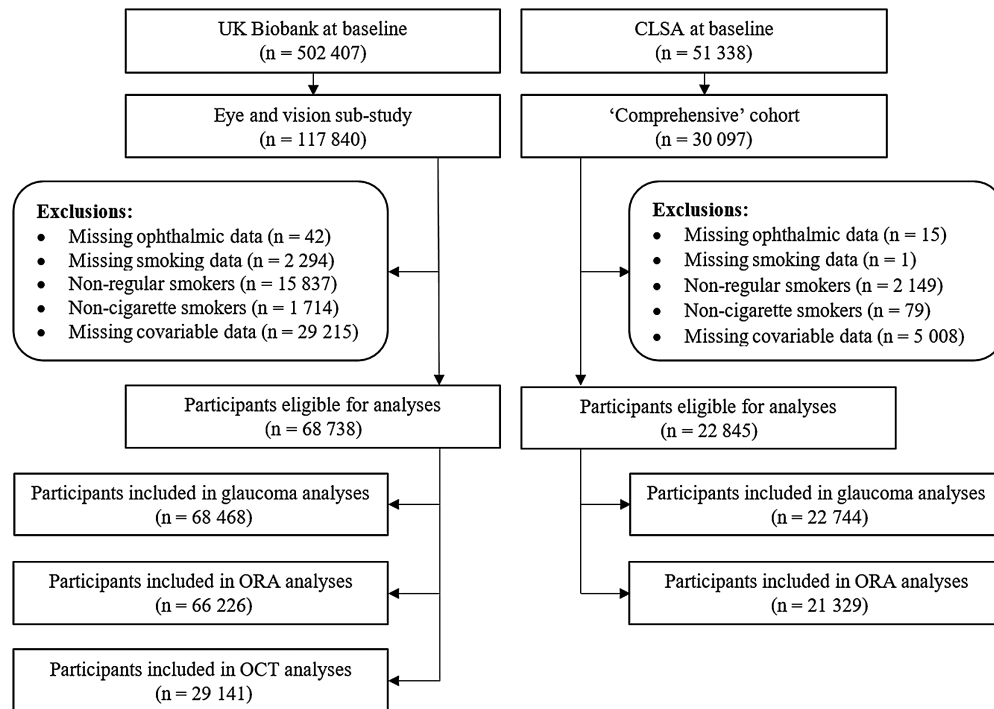 UK Biobank at baseline
(n = 502 407)
CLSA at baseline
(n = 51 338)
Eye and vision sub-study
(n = 117 840)
‘Comprehensive’ cohort
(n = 30 097)
Exclusions:
• Missing ophthalmic data (n = 42)
• Missing smoking data (n = 2 294)
• Non-regular smokers (n = 15 837)
• Non-cigarette smokers (n = 1 714)
• Missing covariable data (n = 29 215)
Exclusions:
• Missing ophthalmic data (n = 15)
• Missing smoking data (n = 1)
• Non-regular smokers (n = 2 149)
• Non-cigarette smokers (n = 79)
• Missing covariable data (n = 5 008)
Participants eligible for analyses
(n = 68 738)
Participants eligible for analyses
(n = 22 845)
Participants included in glaucoma analyses
(n = 68 468)
Participants included in glaucoma analyses
(n = 22 744)
Participants included in ORA analyses
(n = 66 226)
Participants included in ORA analyses
(n = 21 329)
Participants included in OCT analyses
(n = 29 141)